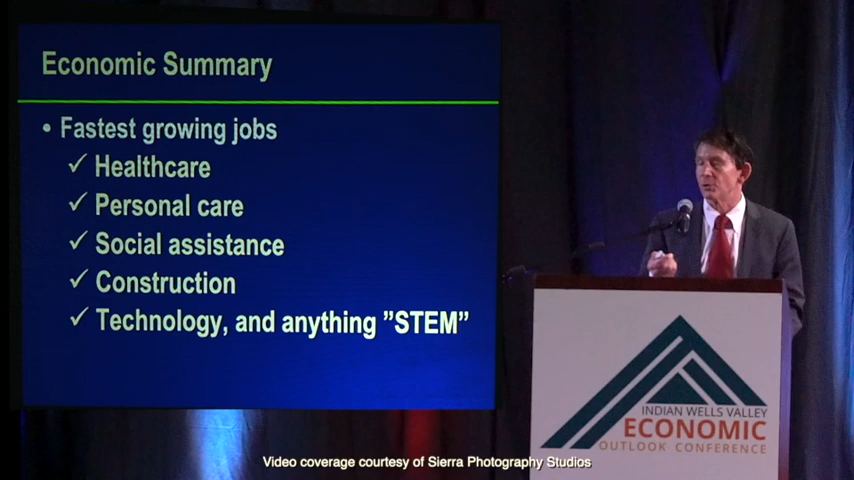 Economic Summary
• Fastest growing jobs
✓ Healthcare
✓ Personal care
✓ Social assistance
✓ Construction
✓ Technology, and anything ”STEM”
INDIAN WELLS VALLEY
ECONOMIC
OUTLOOK CONFERENCE
Video coverage courtesy of Sierra Photography Studios